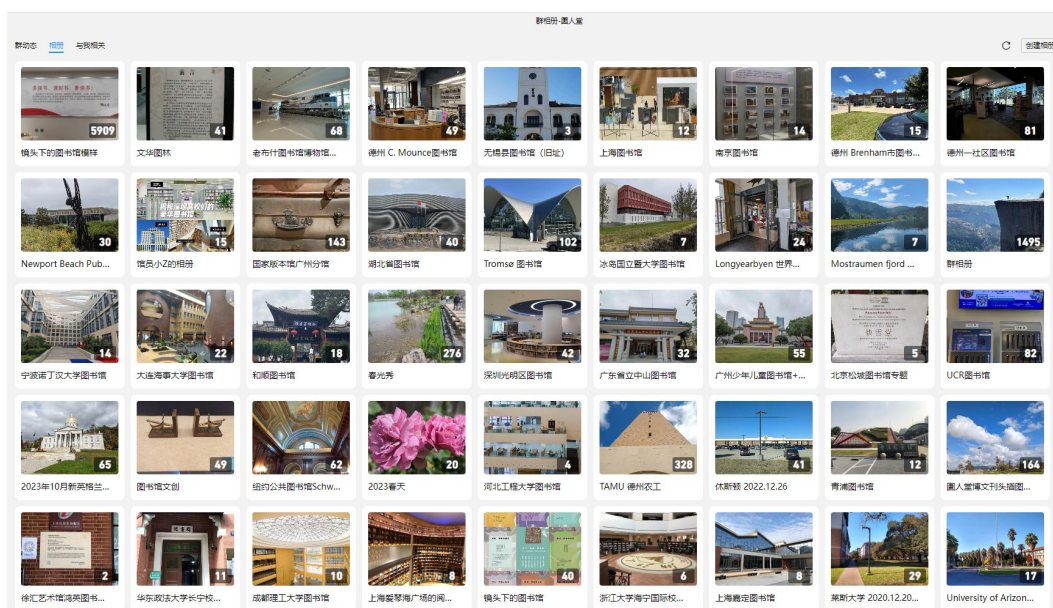 群相册-圕人堂
群动态 相册 与我相关
创建相册
5909 41 68 49 3 12 14 15 81
镜头下的图书馆模样 文华图林 老布什图书馆博物馆... 德州 C. Mounce图书馆 无锡县图书馆（旧址） 上海图书馆 南京图书馆 德州 Brenham市图书... 德州一社区图书馆
30 15 143 40 102 7 24 7 1495
Newport Beach Pub... 馆员小Z的相册 国家版本馆广州分馆 湖北省图书馆 Tromsø 图书馆 冰岛国立暨大学图书馆 Longyearbyen 世界... Mostraumen fjord ... 群相册
14 22 18 276 42 32 55 5 82
宁波诺丁汉大学图书馆 大连海事大学图书馆 和顺图书馆 春光秀 深圳光明区图书馆 广东省立中山图书馆 广州少年儿童图书馆+... 北京松坡图书馆专题 UCR图书馆
65 49 62 20 4 328 41 12 164
2023年10月新英格兰... 图书馆文创 纽约公共图书馆Schw... 2023春天 河北工程大学图书馆 TAMU 德州农工 休斯顿 2022.12.26 青浦图书馆 圕人堂博文刊头插图...
2 11 10 8 40 6 8 29 17
徐汇艺术馆鸿英图书... 华东政法大学长宁校... 成都理工大学图书馆 上海爱琴海广场的阅... 镜头下的图书馆 浙江大学海宁国际校... 上海嘉定图书馆 莱斯大学 2020.12.20... University of Arizon...